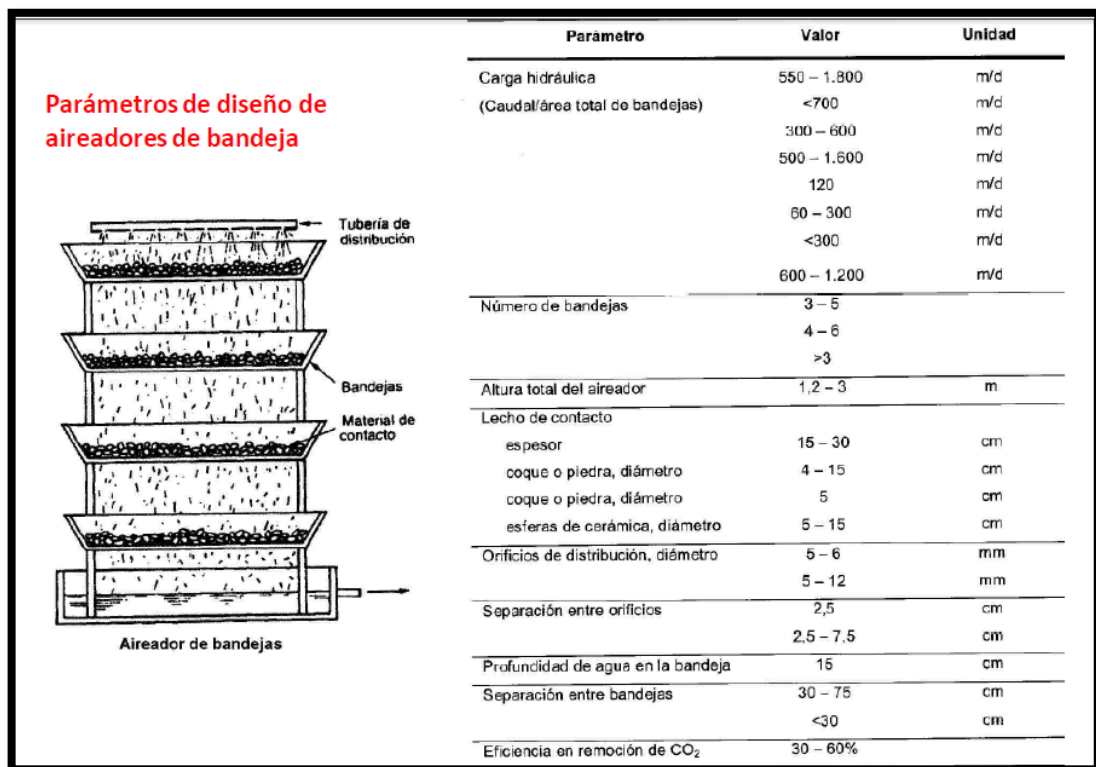 Parámetros de diseño de
aireadores de bandeja
Tubería de
distribución
Bandejas
Material de
contacto
Aireador de bandejas
Parámetro Valor Unidad
Carga hidráulica 550 – 1.800 m/d
(Caudal/área total de bandejas) <700 m/d
300 – 600 m/d
500 – 1.600 m/d
120 m/d
60 – 300 m/d
<300 m/d
600 – 1.200 m/d
Número de bandejas 3 – 5
4 – 6
>3
Altura total del aireador 1,2 – 3 m
Lecho de contacto
espesor 15 – 30 cm
coque o piedra, diámetro 4 – 15 cm
coque o piedra, diámetro 5 cm
esferas de cerámica, diámetro 5 – 15 cm
Orificios de distribución, diámetro 5 – 6 mm
5 – 12 mm
Separación entre orificios 2,5 cm
2,5 – 7,5 cm
Profundidad de agua en la bandeja 15 cm
Separación entre bandejas 30 – 75 cm
<30 cm
Eficiencia en remoción de CO₂ 30 – 60%